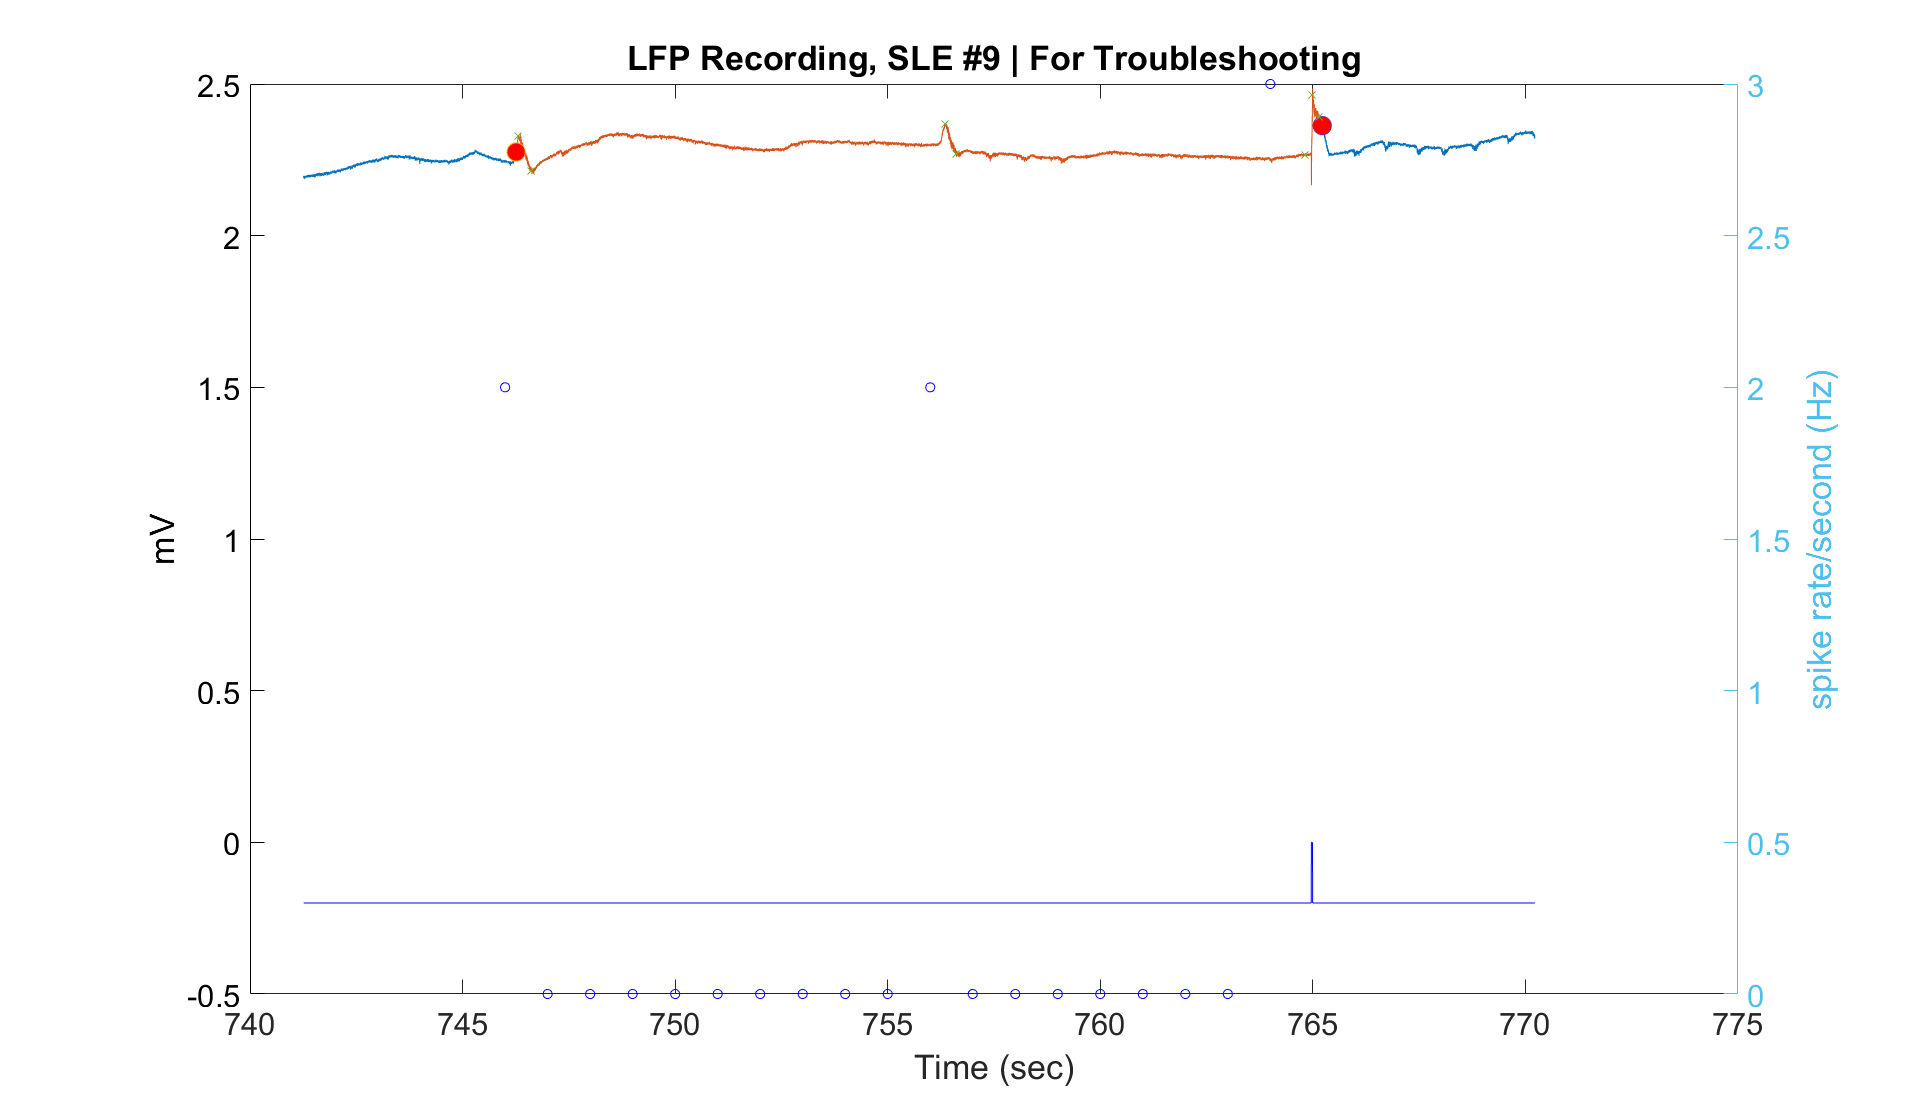 LFP Recording, SLE #9 | For Troubleshooting
2.5
2
1.5
1
0.5
0
-0.5
mV
3
2.5
2
1.5
1
0.5
0
spike rate/second (Hz)
740 745 750 755 760 765 770 775
Time (sec)